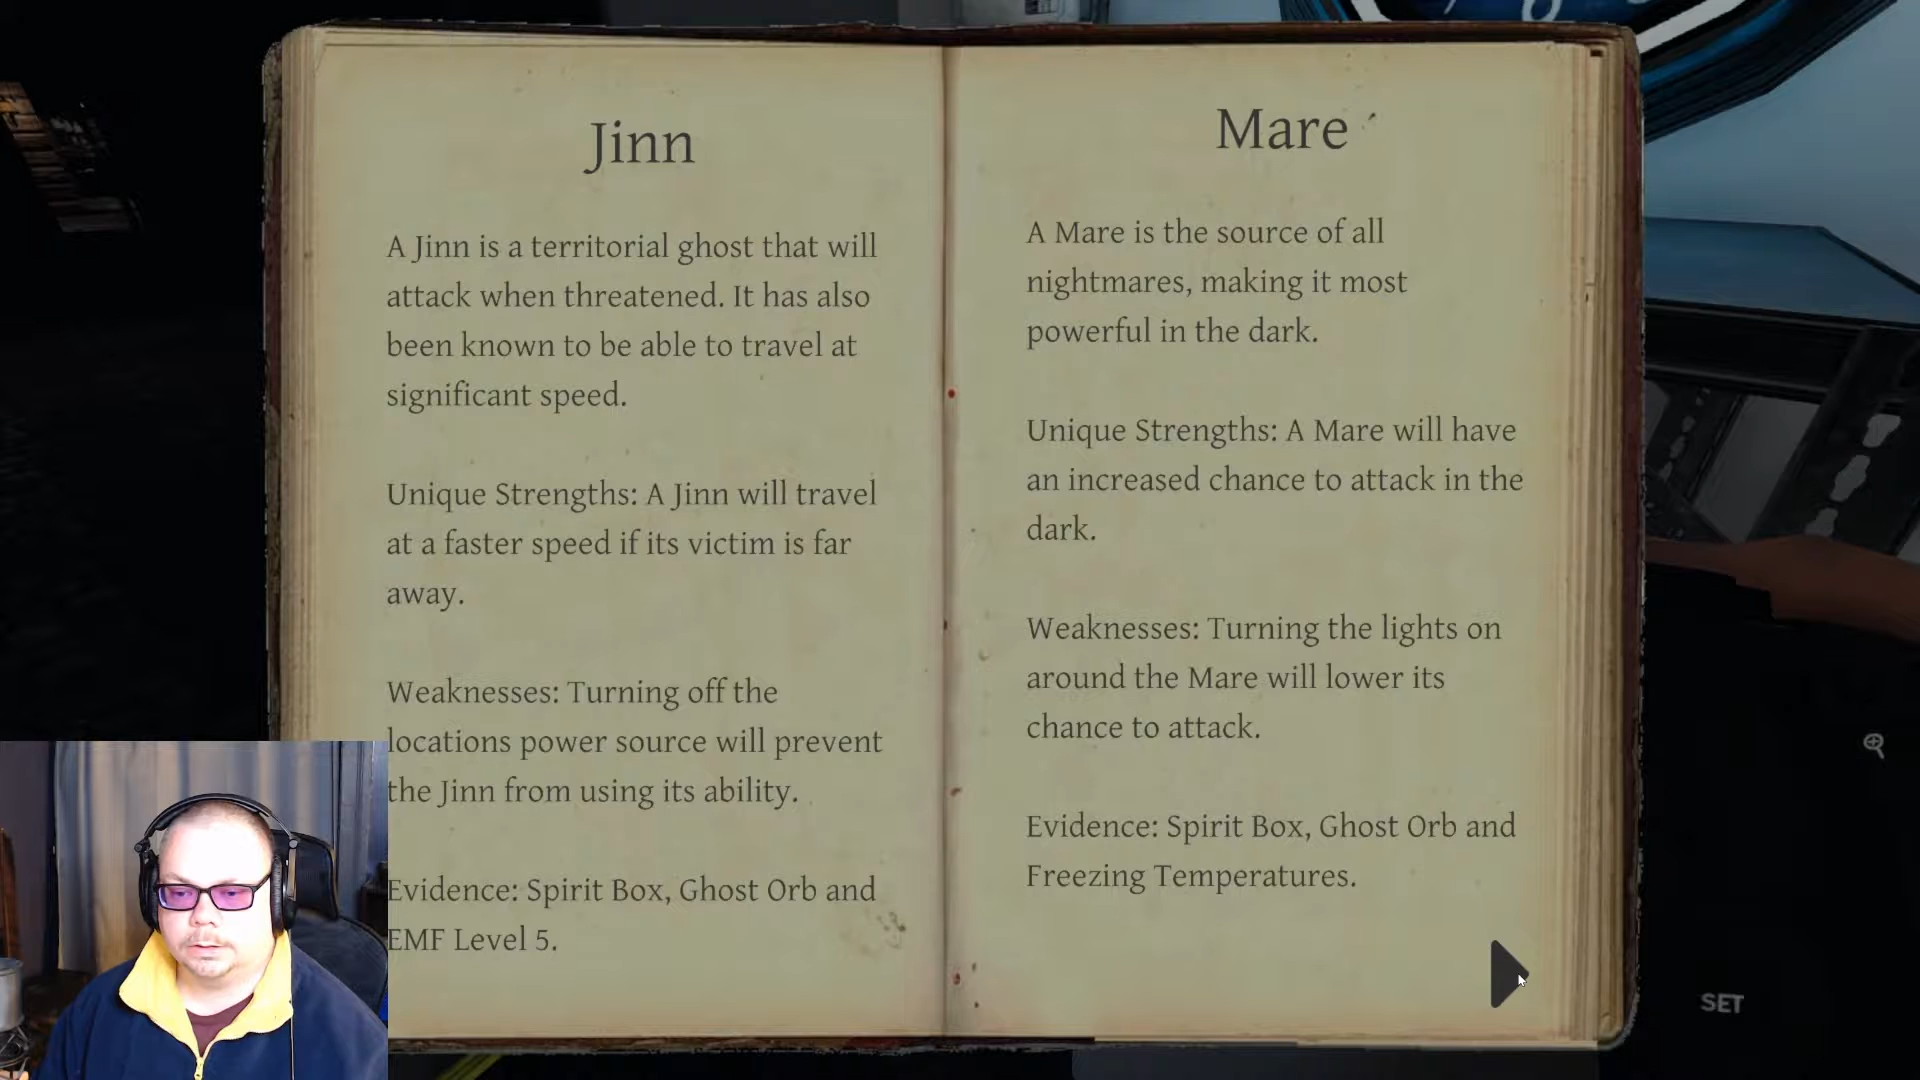 Jinn
A Jinn is a territorial ghost that will
attack when threatened. It has also
been known to be able to travel at
significant speed.
Unique Strengths: A Jinn will travel
at a faster speed if its victim is far
away.
Weaknesses: Turning off the
locations power source will prevent
the Jinn from using its ability.
Evidence: Spirit Box, Ghost Orb and
EMF Level 5.
Mare
A Mare is the source of all
nightmares, making it most
powerful in the dark.
Unique Strengths: A Mare will have
an increased chance to attack in the
dark.
Weaknesses: Turning the lights on
around the Mare will lower its
chance to attack.
Evidence: Spirit Box, Ghost Orb and
Freezing Temperatures.
SET